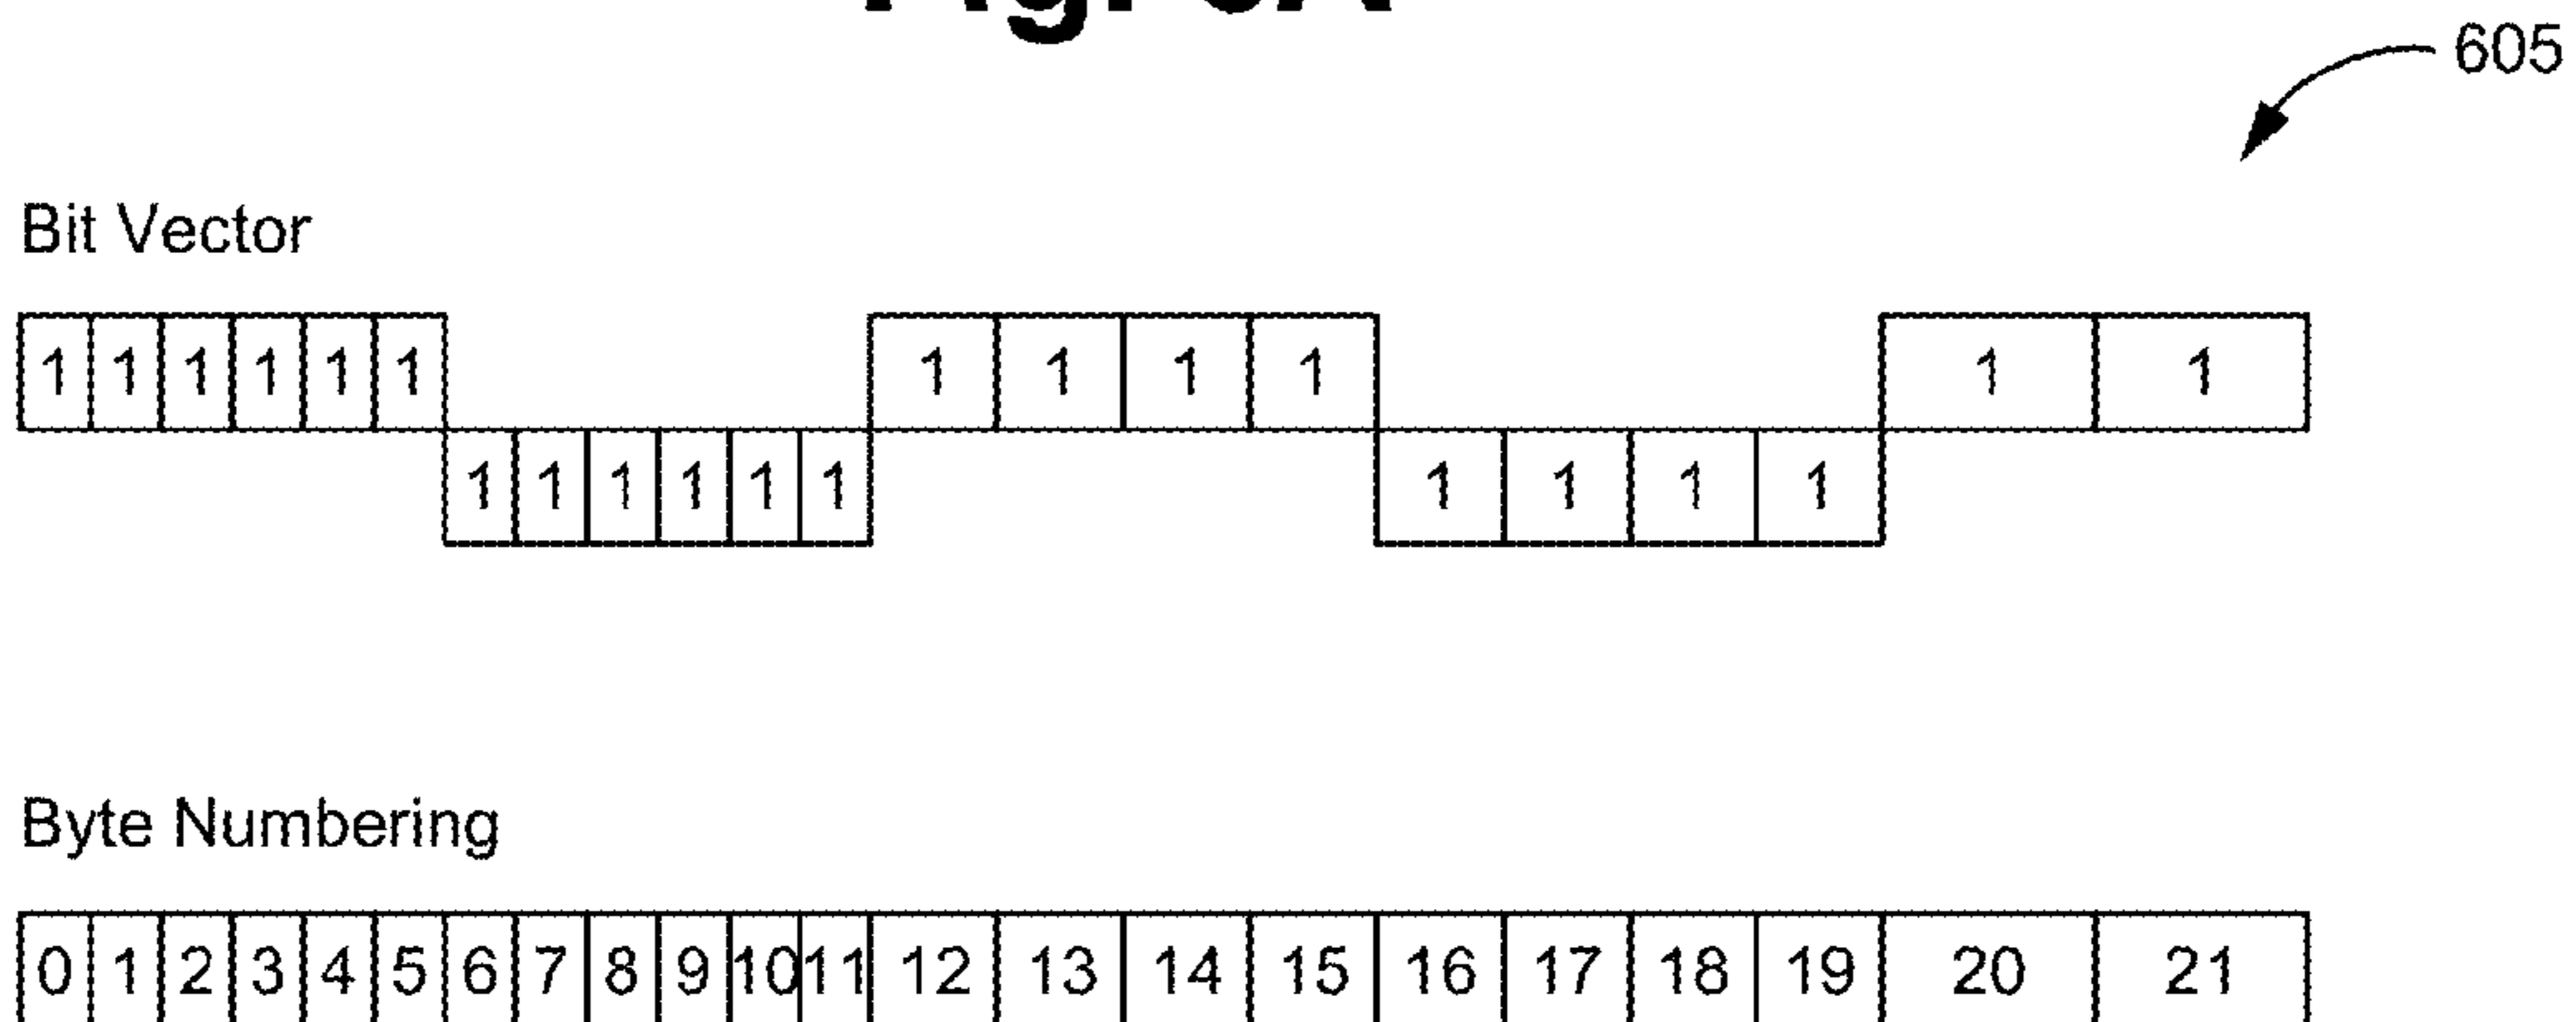 605
Bit Vector
1 1 1 1 1 1 1 1 1 1 1 1
1 1 1 1 1 1 1 1 1 1
Byte Numbering
0 1 2 3 4 5 6 7 8 9 10 11 12 13 14 15 16 17 18 19 20 21